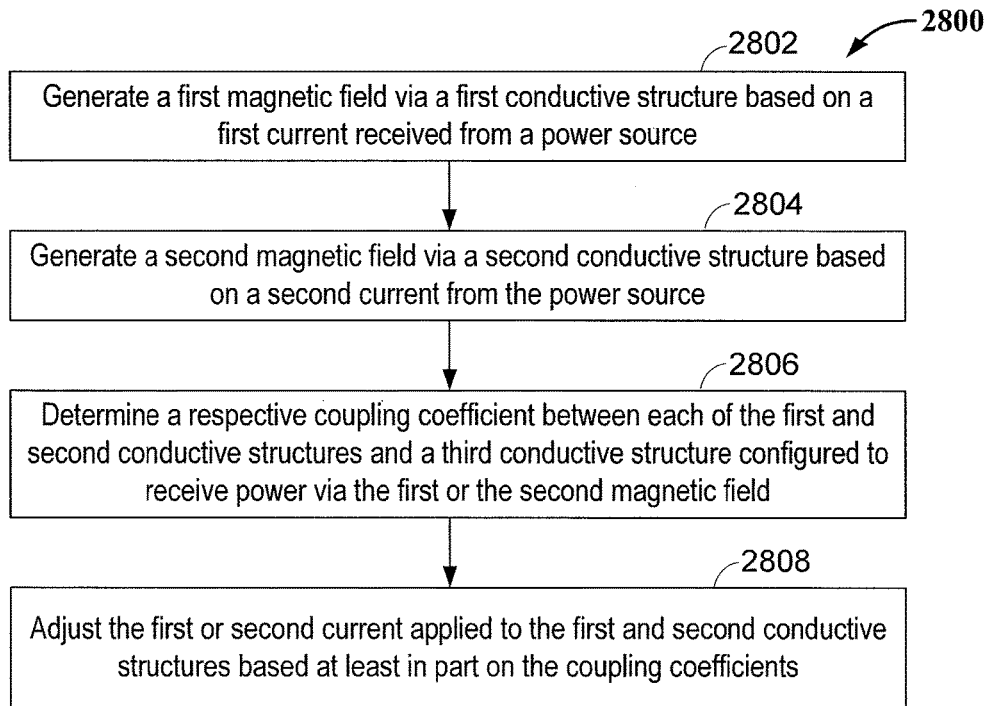 2800
2802
Generate a first magnetic field via a first conductive structure based on a
first current received from a power source
2804
Generate a second magnetic field via a second conductive structure based
on a second current from the power source
2806
Determine a respective coupling coefficient between each of the first and
second conductive structures and a third conductive structure configured to
receive power via the first or the second magnetic field
2808
Adjust the first or second current applied to the first and second conductive
structures based at least in part on the coupling coefficients